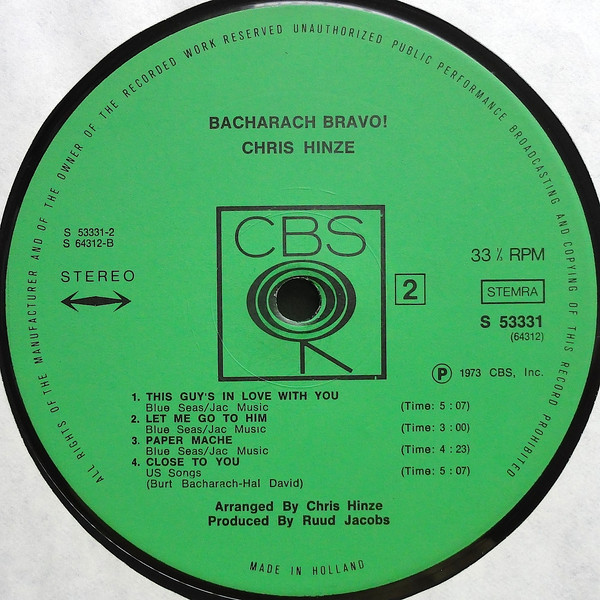 ALL RIGHTS OF THE MANUFACTURER AND OF THE OWNER OF THE RECORDED WORK RESERVED UNAUTHORIZED PUBLIC PERFORMANCE BROADCASTING AND COPYING OF THIS RECORD PROHIBITED
BACHARACH BRAVO!
CHRIS HINZE
S 53331-2
S 64312-B
STEREO
CBS
2
33 ⅓ RPM
STEMRA
S 53331
(64312)
Ⓟ 1973 CBS, Inc.
1. THIS GUY'S IN LOVE WITH YOU
Blue Seas/Jac Music (Time: 5 : 07)
2. LET ME GO TO HIM
Blue Seas/Jac Music (Time: 3 : 00)
3. PAPER MACHE
Blue Seas/Jac Music (Time: 4 : 23)
4. CLOSE TO YOU
US Songs (Time: 5 : 07)
(Burt Bacharach-Hal David)
Arranged By Chris Hinze
Produced By Ruud Jacobs
MADE IN HOLLAND